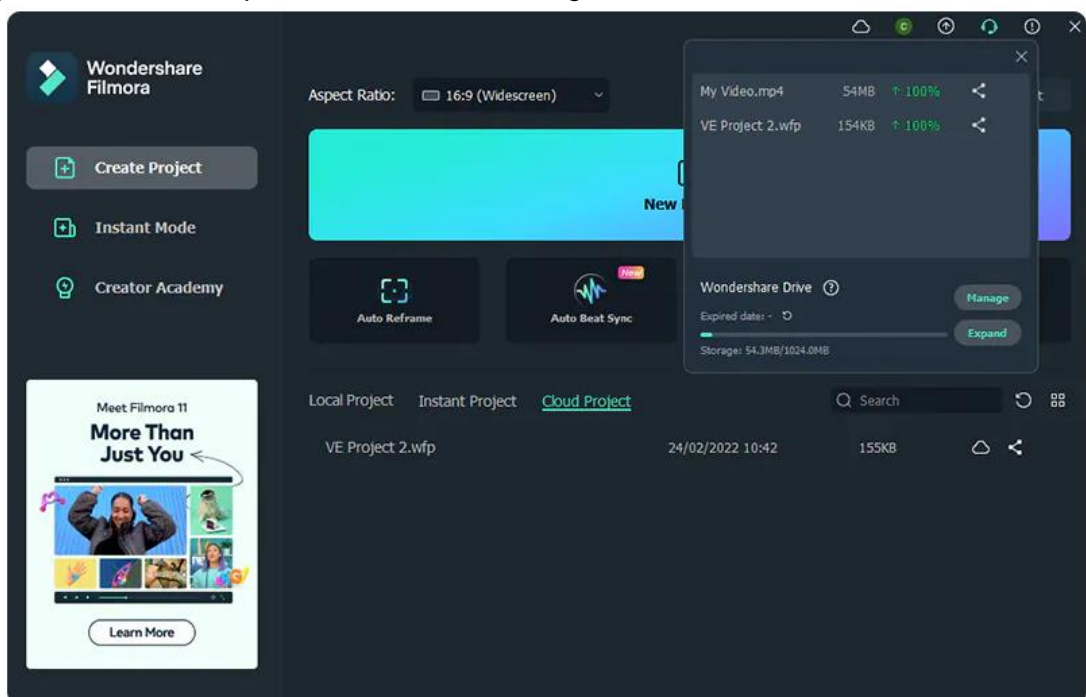 Wondershare
Filmora
Create Project
Instant Mode
Creator Academy
Meet Filmora 11
More Than
Just You
Learn More
C
Aspect Ratio: 16:9 (Widescreen)
New
Auto Reframe
New
Auto Beat Sync
My Video.mp4 54MB ↑ 100%
VE Project 2.wfp 154KB ↑ 100%
Wondershare Drive ?
Manage
Expired date: -
Expand
Storage: 54.3MB/1024.0MB
Local Project Instant Project Cloud Project Search
VE Project 2.wfp 24/02/2022 10:42 155KB